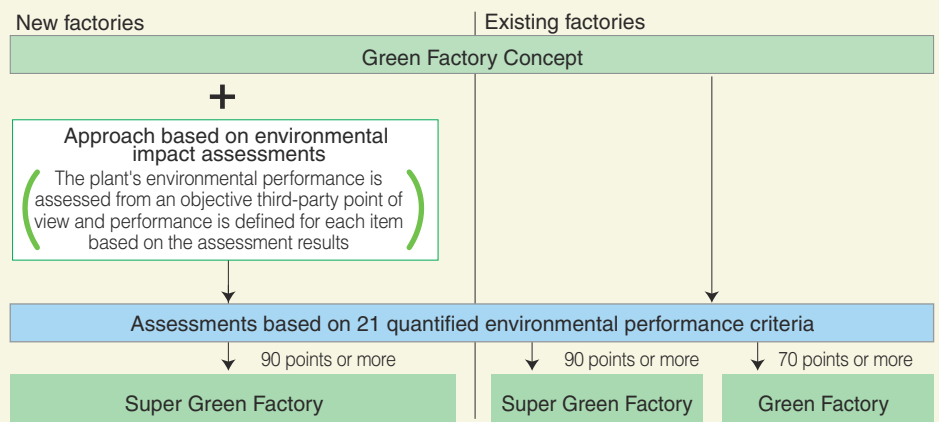 New factories
Existing factories
Green Factory Concept
+
Approach based on environmental
impact assessments
The plant's environmental performance is
assessed from an objective third-party point of
view and performance is defined for each item
based on the assessment results
Assessments based on 21 quantified environmental performance criteria
90 points or more
90 points or more
70 points or more
Super Green Factory
Super Green Factory
Green Factory